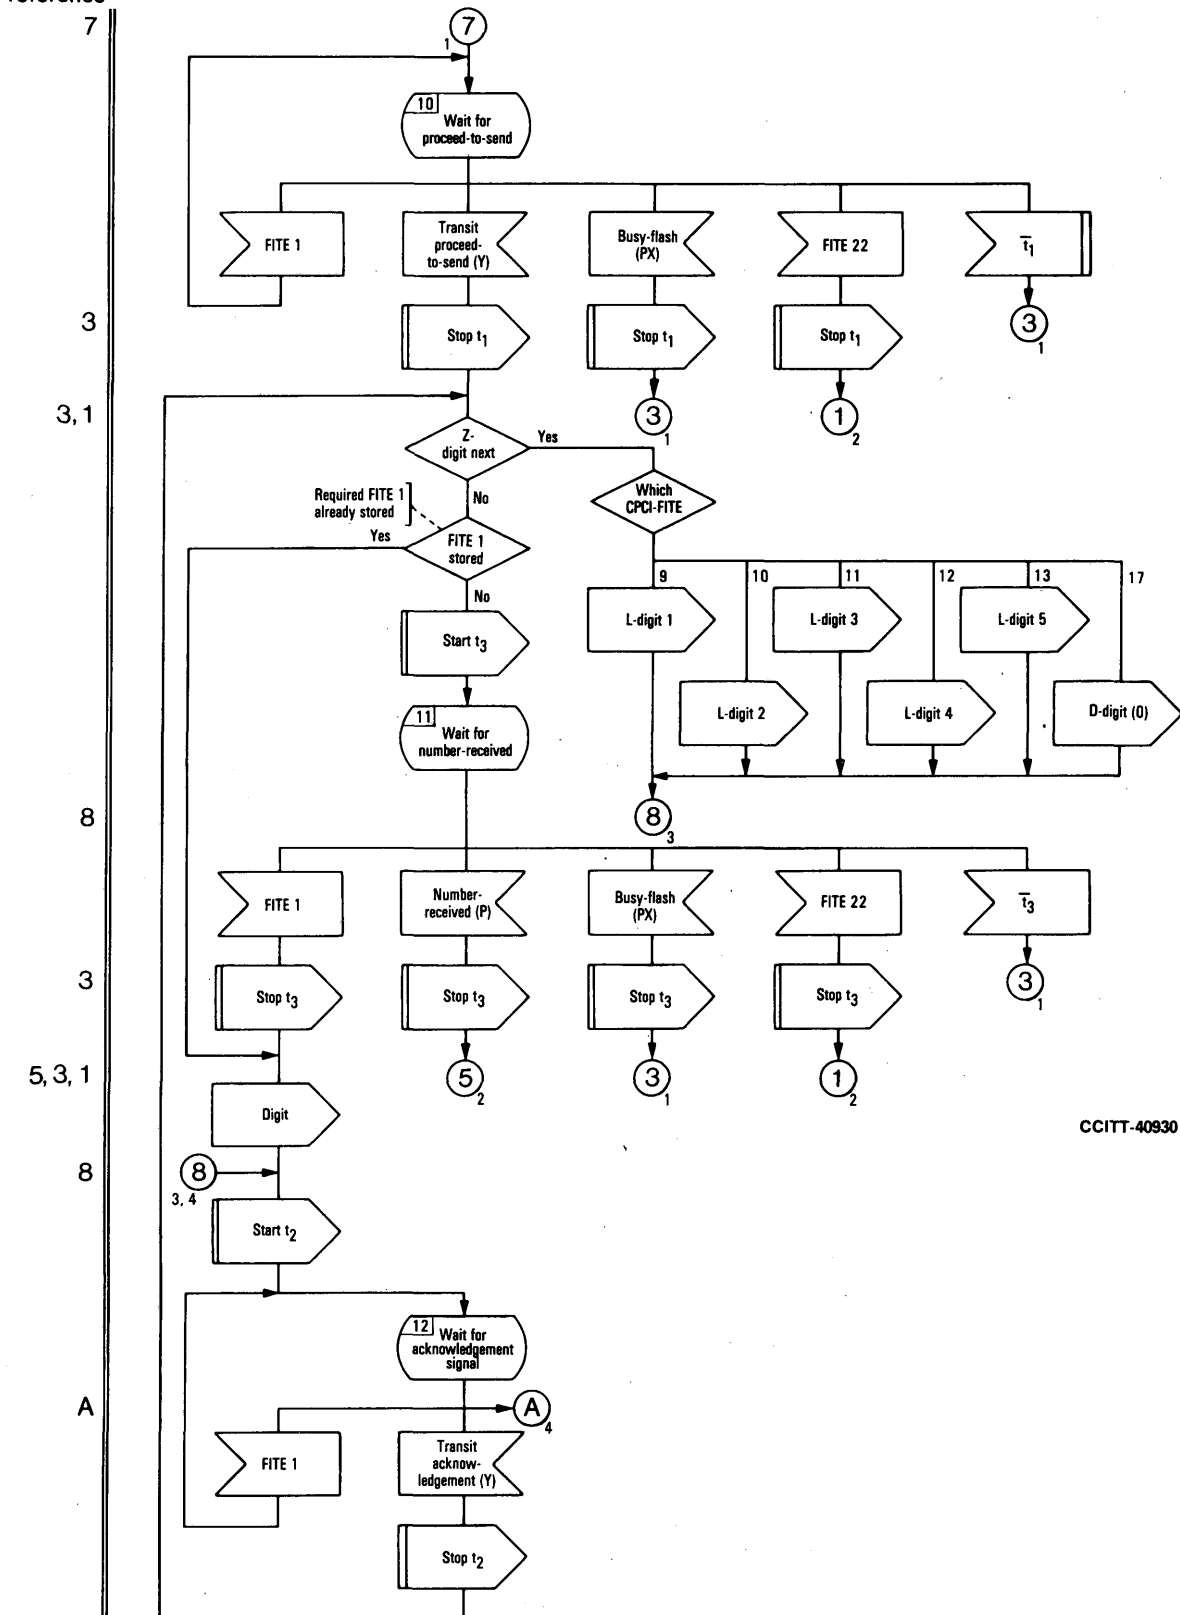 reference
7
7
1
10
Wait for
proceed-to-send
FITE 1
Transit
proceed-
to-send (Y)
Busy-flash
(PX)
FITE 22
t̅1
3
Stop t1
Stop t1
Stop t1
3
1
3, 1
3
1
1
2
Z-
digit next
Yes
No
Which
CPCI-FITE
Required FITE 1
already stored
Yes
FITE 1
stored
No
9
10
11
12
13
17
L-digit 1
L-digit 3
L-digit 5
Start t3
L-digit 2
L-digit 4
D-digit (0)
11
Wait for
number-received
8
8
3
FITE 1
Number-
received (P)
Busy-flash
(PX)
FITE 22
t̅3
3
Stop t3
Stop t3
Stop t3
Stop t3
3
1
5, 3, 1
5
2
3
1
1
2
Digit
CCITT-40930
8
8
3, 4
Start t2
12
Wait for
acknowledgement
signal
A
A
4
FITE 1
Transit
acknow-
ledgement (Y)
Stop t2